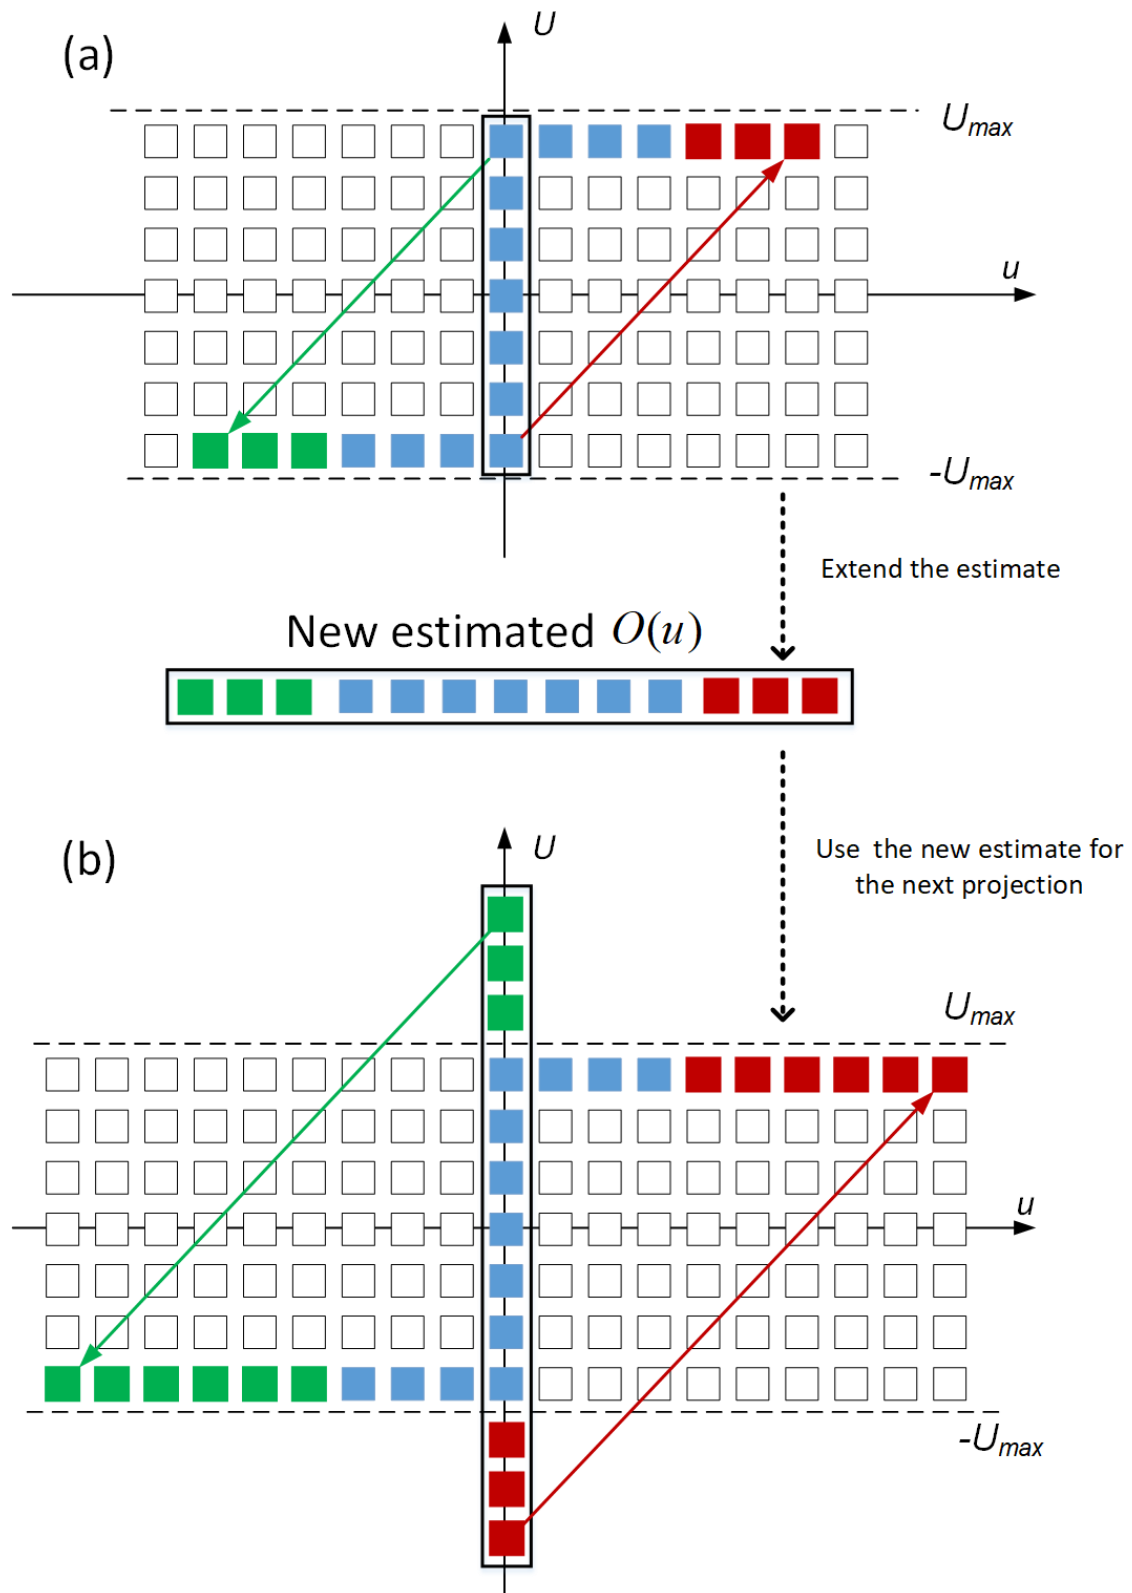 (a)
U
U_max
u
-U_max
Extend the estimate
New estimated O(u)
(b)
U
Use the new estimate for
the next projection
U_max
u
-U_max